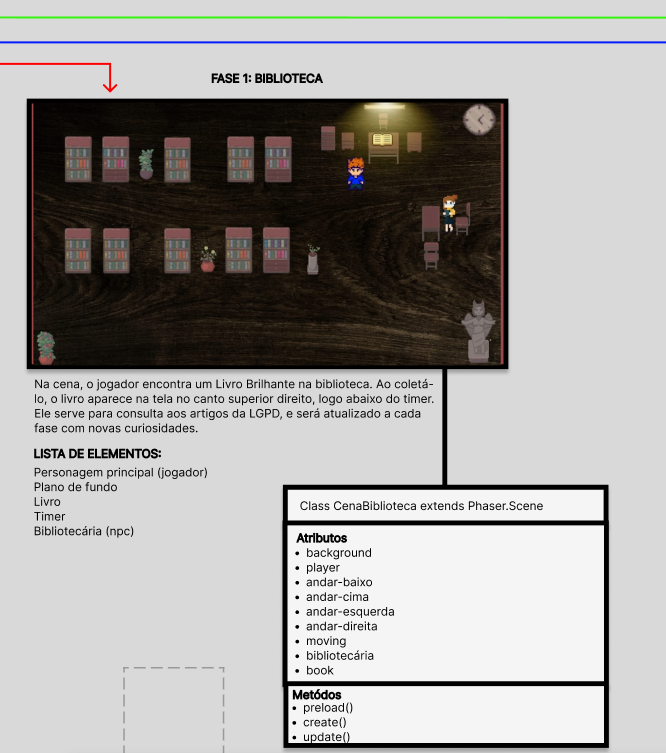 FASE 1: BIBLIOTECA
Na cena, o jogador encontra um Livro Brilhante na biblioteca. Ao coletá-
lo, o livro aparece na tela no canto superior direito, logo abaixo do timer.
Ele serve para consulta aos artigos da LGPD, e será atualizado a cada
fase com novas curiosidades.
LISTA DE ELEMENTOS:
Personagem principal (jogador)
Plano de fundo
Livro
Timer
Bibliotecária (npc)
Class CenaBiblioteca extends Phaser.Scene
Atributos
• background
• player
• andar-baixo
• andar-cima
• andar-esquerda
• andar-direita
• moving
• bibliotecária
• book
Metódos
• preload()
• create()
• update()